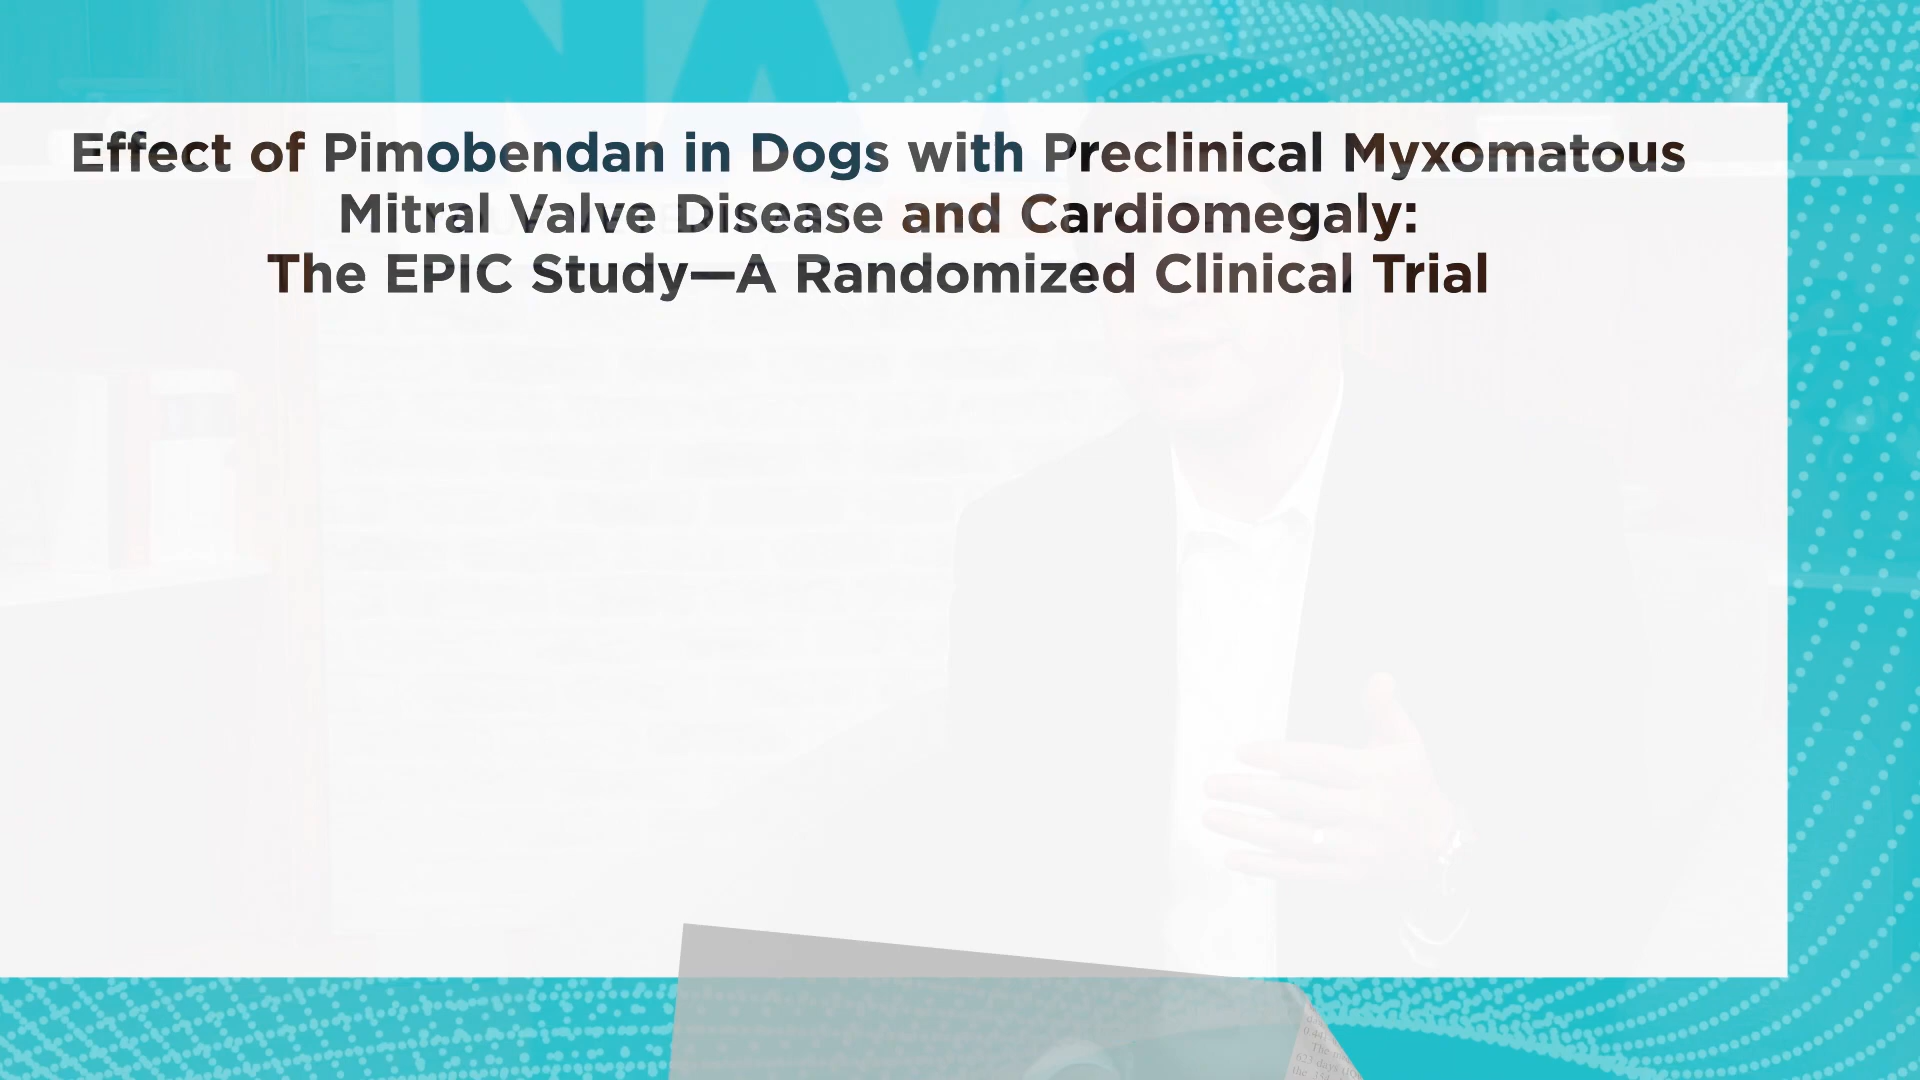 NAVC
Effect of Pimobendan in Dogs with Preclinical Myxomatous
Mitral Valve Disease and Cardiomegaly:
The EPIC Study—A Randomized Clinical Trial